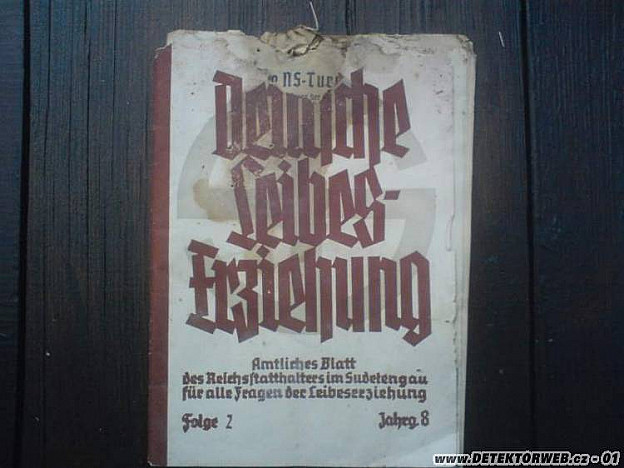 NS-Tur
Deutsche
Leibes-
Erziehung
Amtliches Blatt
des Reichsstatthalters im Sudetengau
für alle Fragen der Leibeserziehung
Folge 2 Jahrg. 8
www.DETEKTORWEB.cz - 01